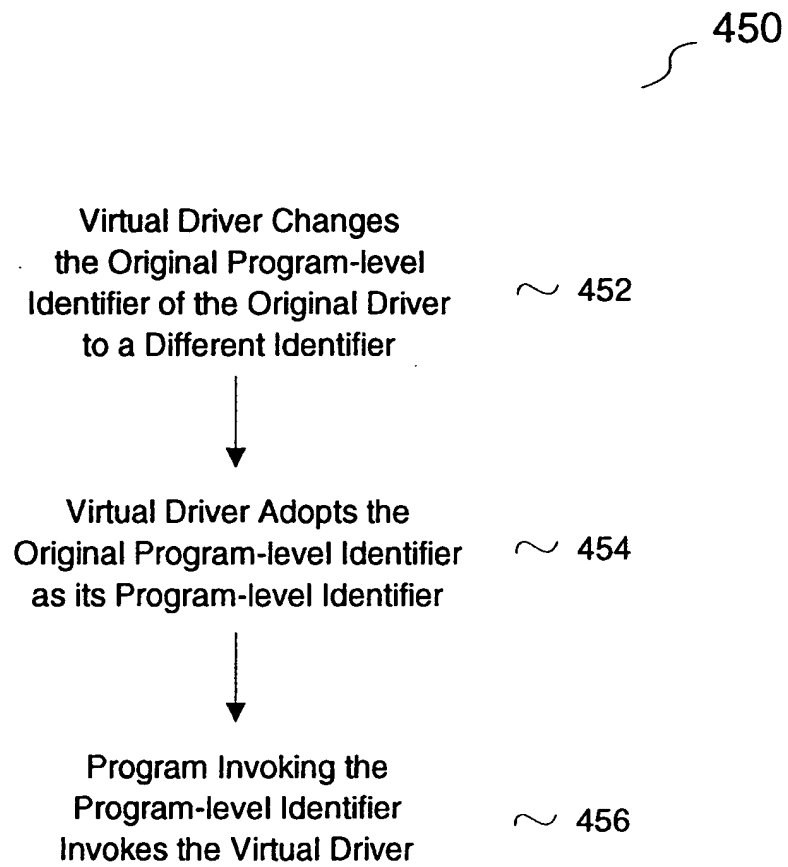 450
Virtual Driver Changes
the Original Program-level
Identifier of the Original Driver
to a Different Identifier
452
Virtual Driver Adopts the
Original Program-level Identifier
as its Program-level Identifier
454
Program Invoking the
Program-level Identifier
Invokes the Virtual Driver
456